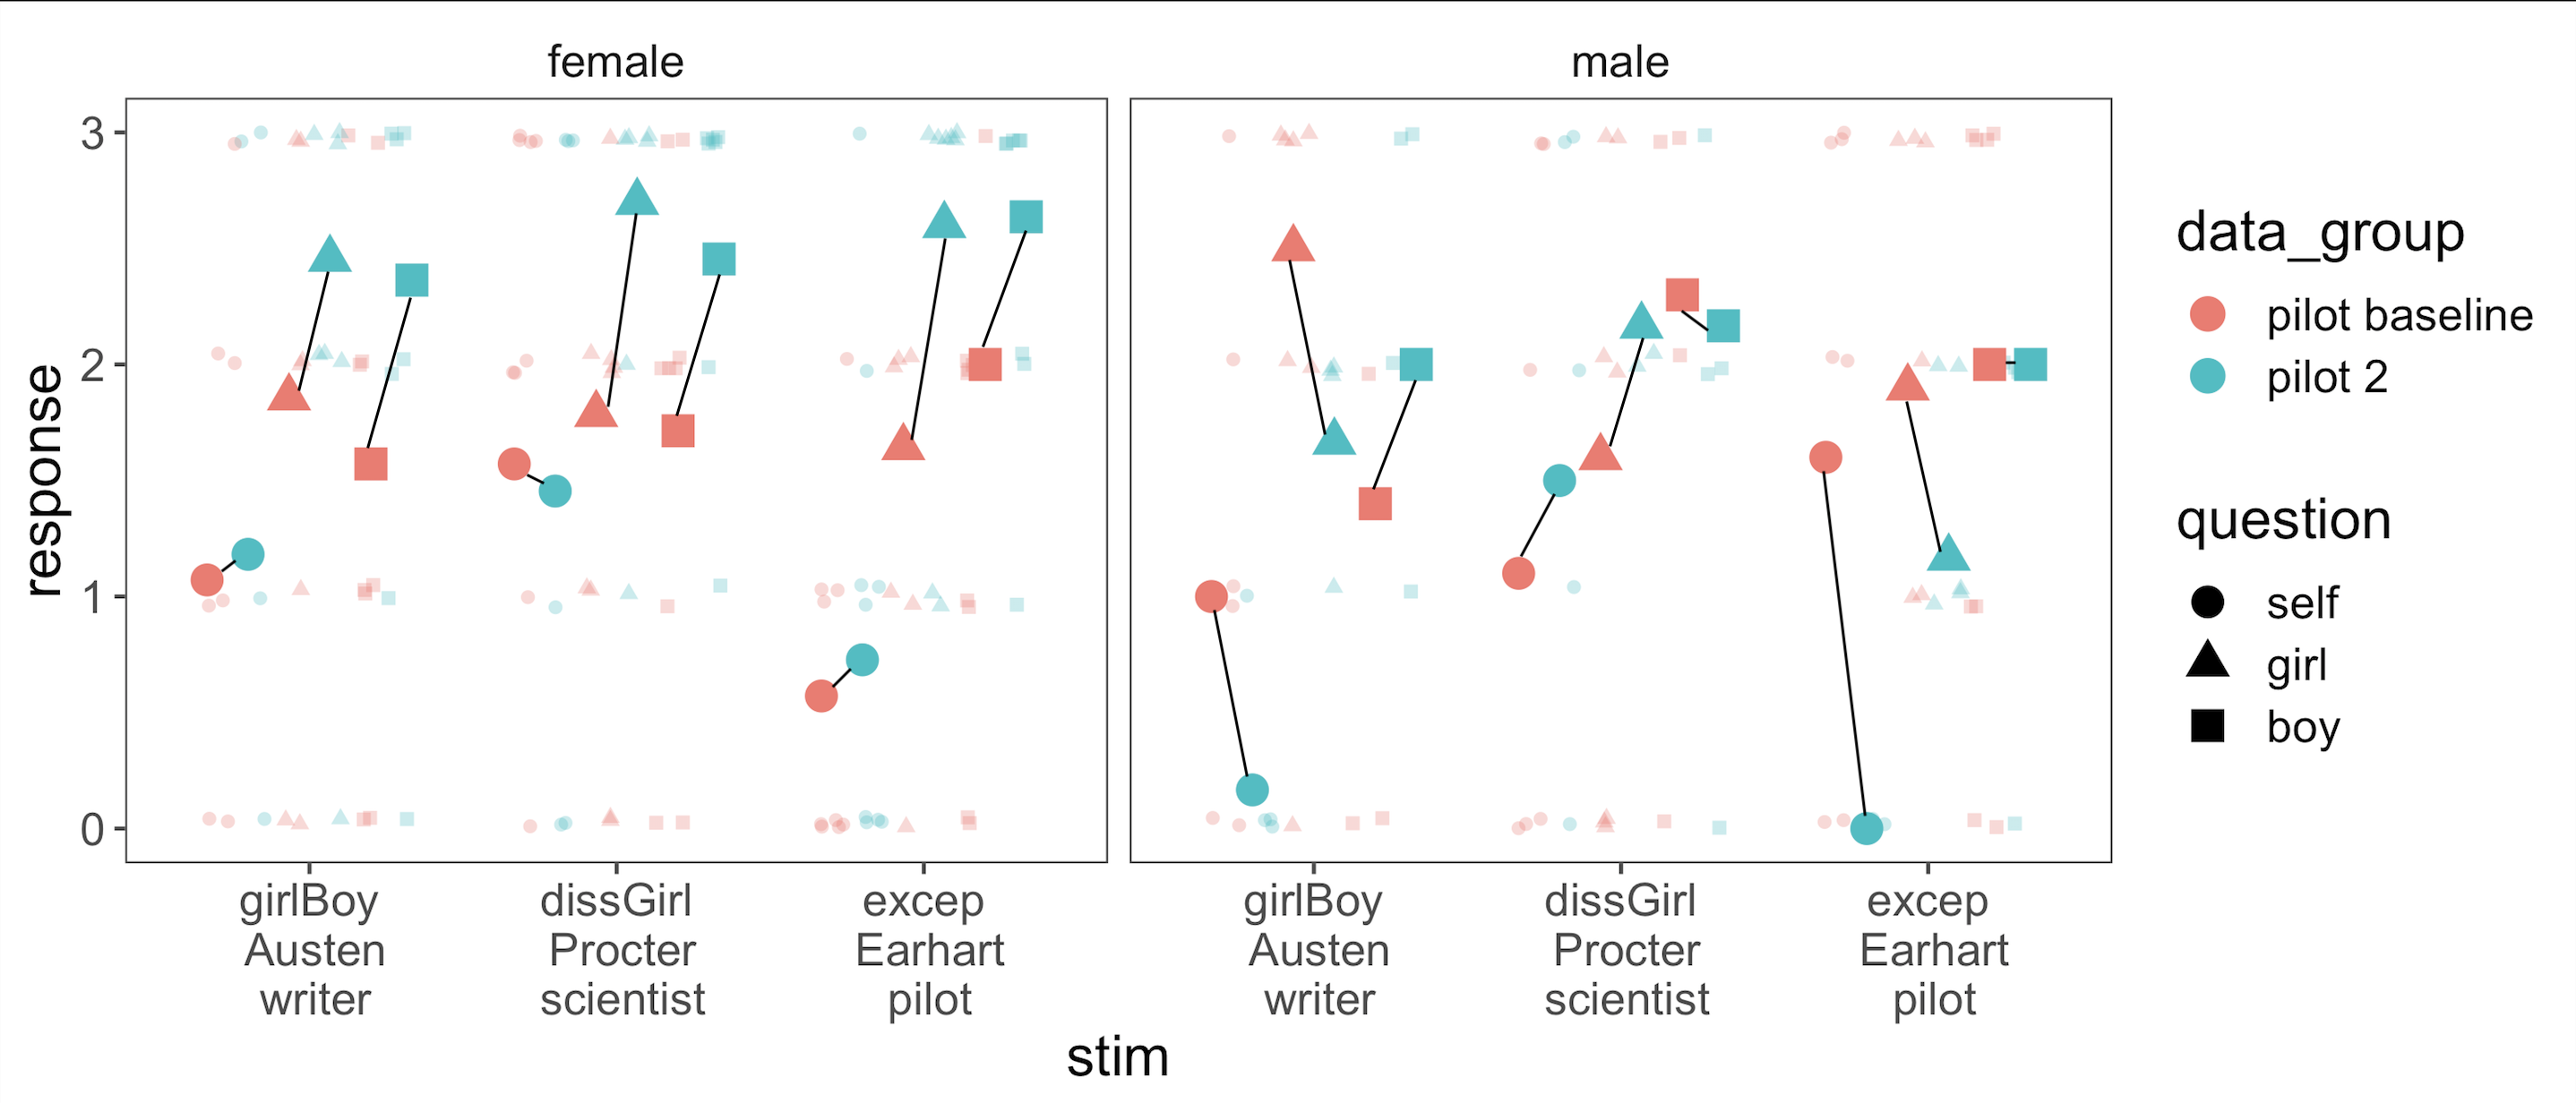 female
male
3
2
1
0
response
girlBoy
Austen
writer
dissGirl
Procter
scientist
excep
Earhart
pilot
girlBoy
Austen
writer
dissGirl
Procter
scientist
excep
Earhart
pilot
stim
data_group
pilot baseline
pilot 2
question
self
girl
boy